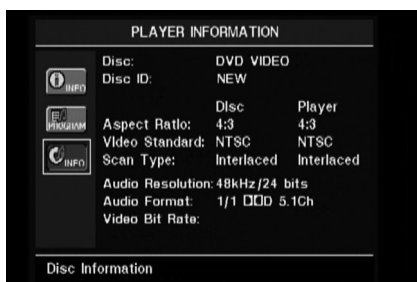 PLAYER INFORMATION
Disc: DVD VIDEO
Disc ID: NEW
INFO
Disc Player
PROGRAM
Aspect Ratio: 4:3 4:3
Video Standard: NTSC NTSC
INFO
Scan Type: Interlaced Interlaced
Audio Resolution: 48kHz/24 bits
Audio Format: 1/1 DD D 5.1Ch
Video Bit Rate:
Disc Information